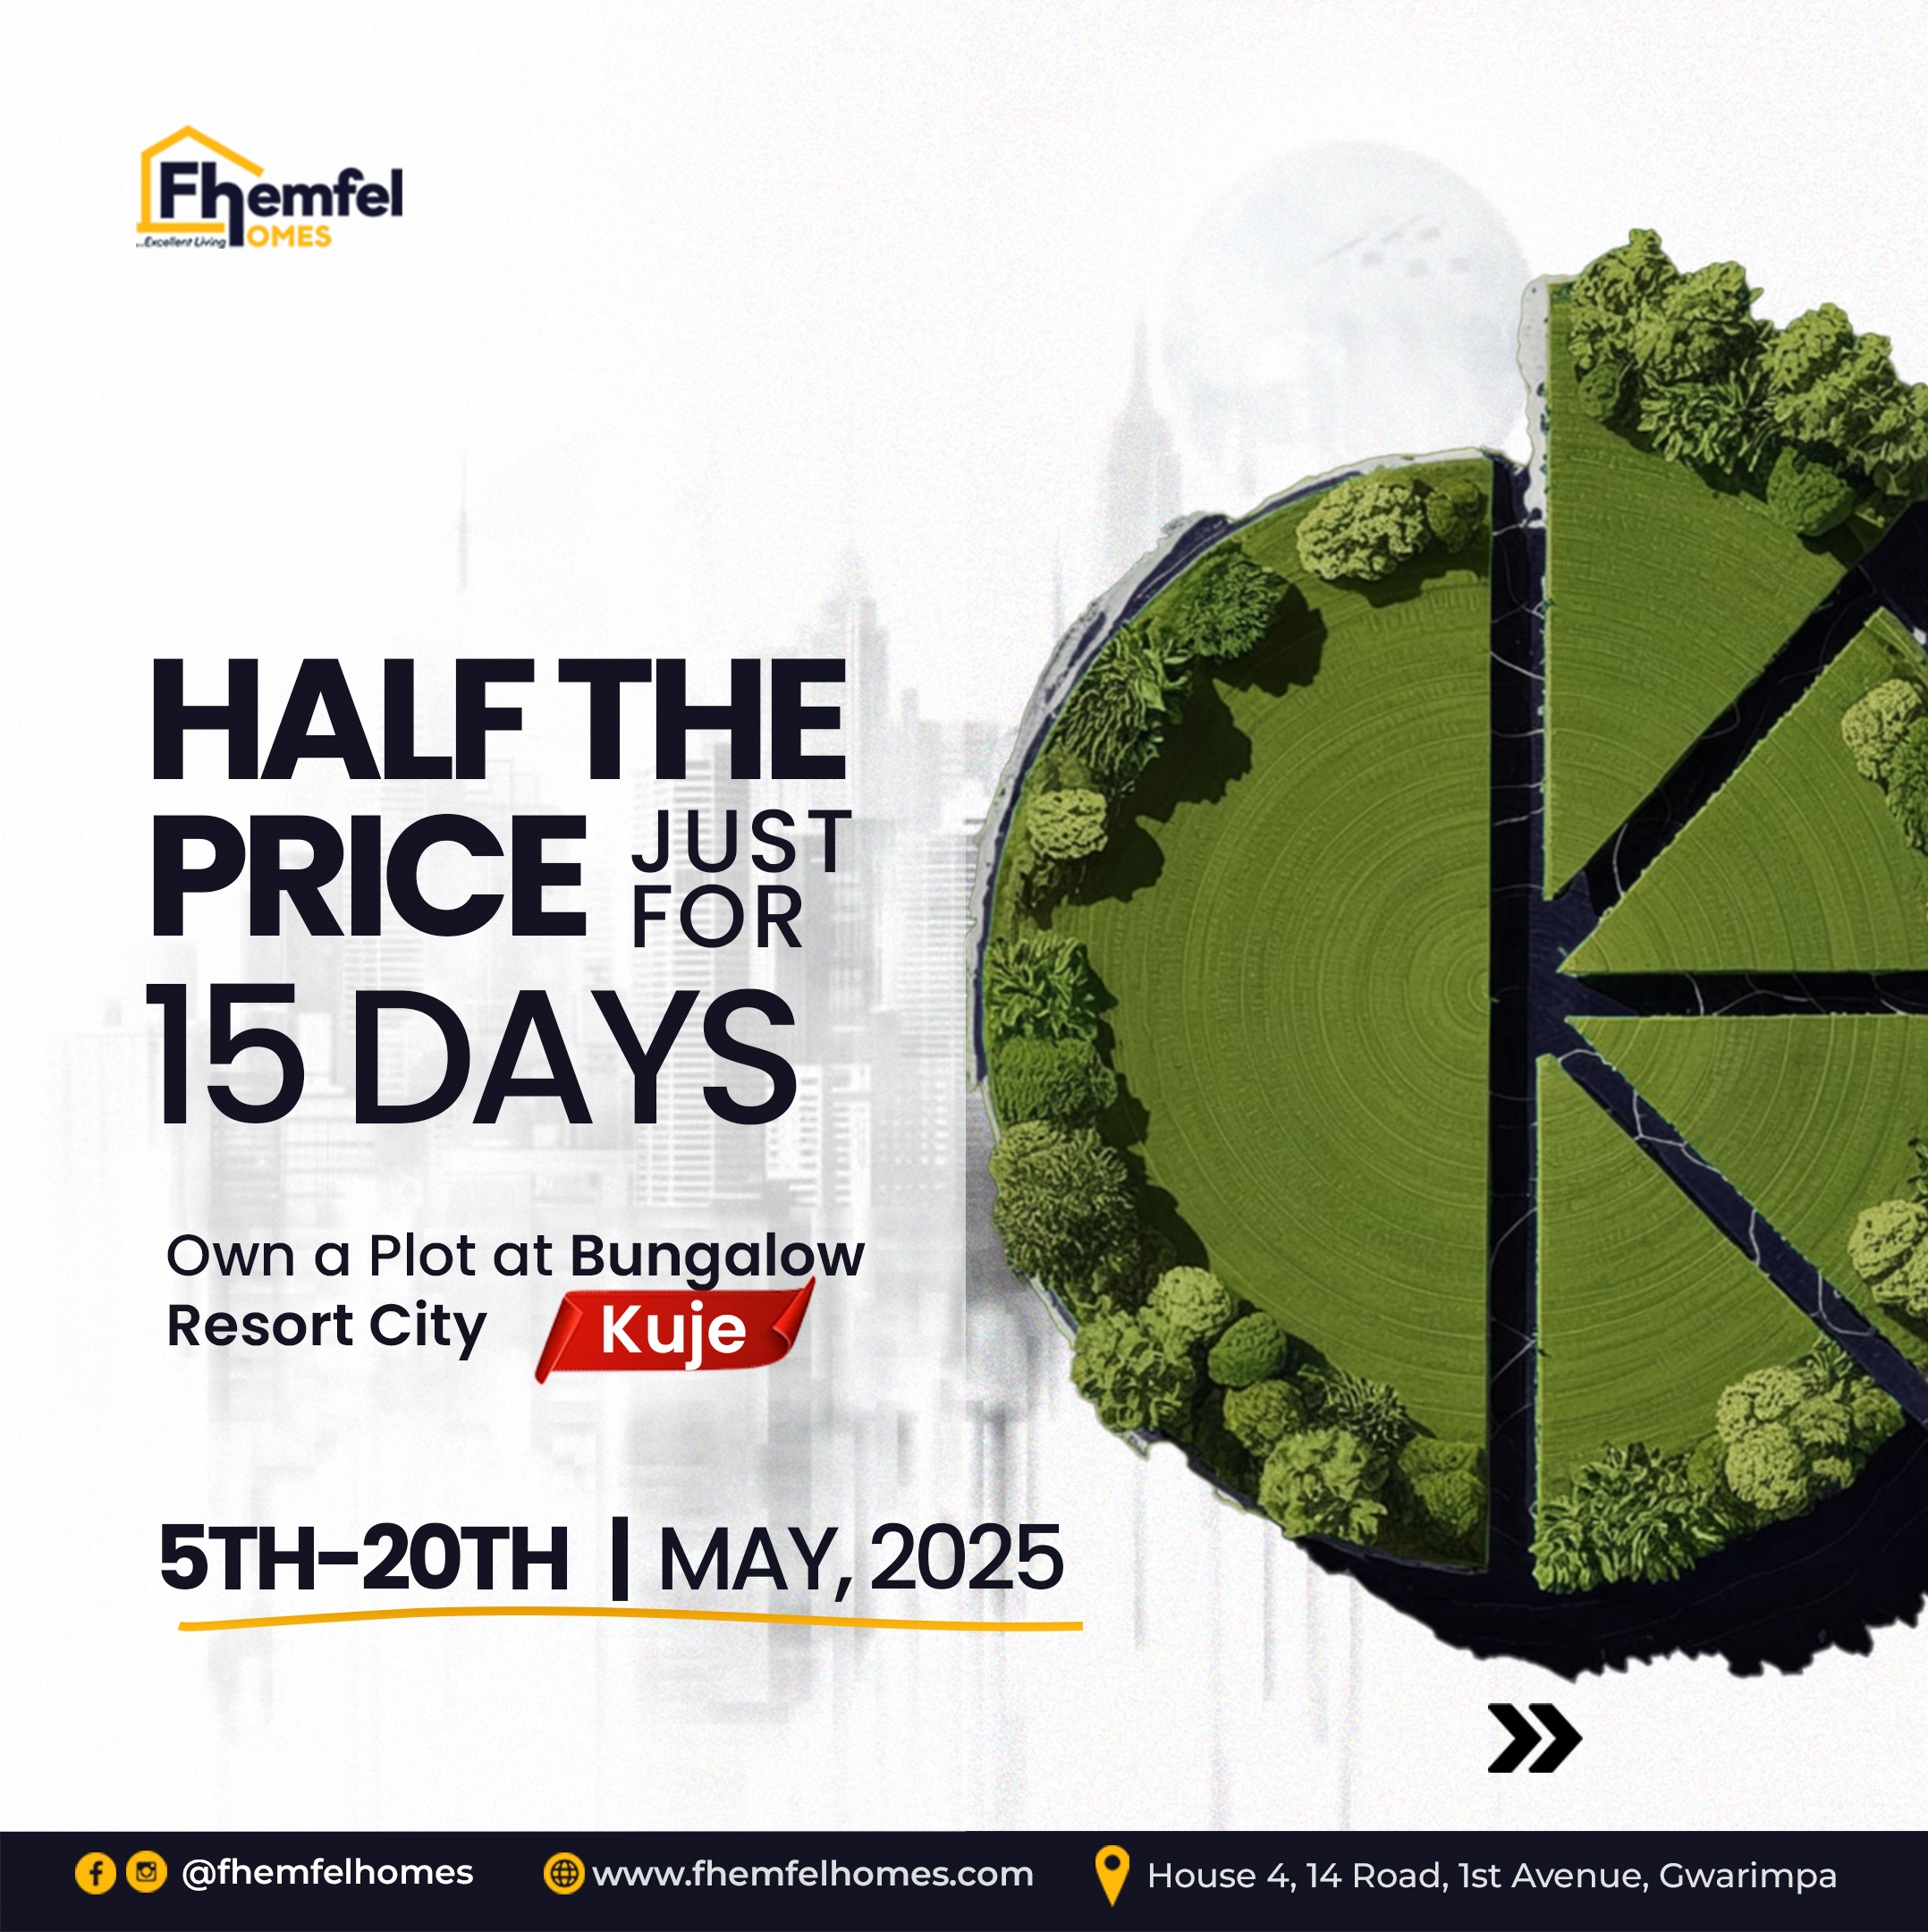 Fhemfel
HOMES
...Excellent Living
HALF THE
PRICE JUST
FOR
15 DAYS
Own a Plot at Bungalow
Resort City Kuje
5TH-20TH | MAY, 2025
@fhemfelhomes www.fhemfelhomes.com House 4, 14 Road, 1st Avenue, Gwarimpa